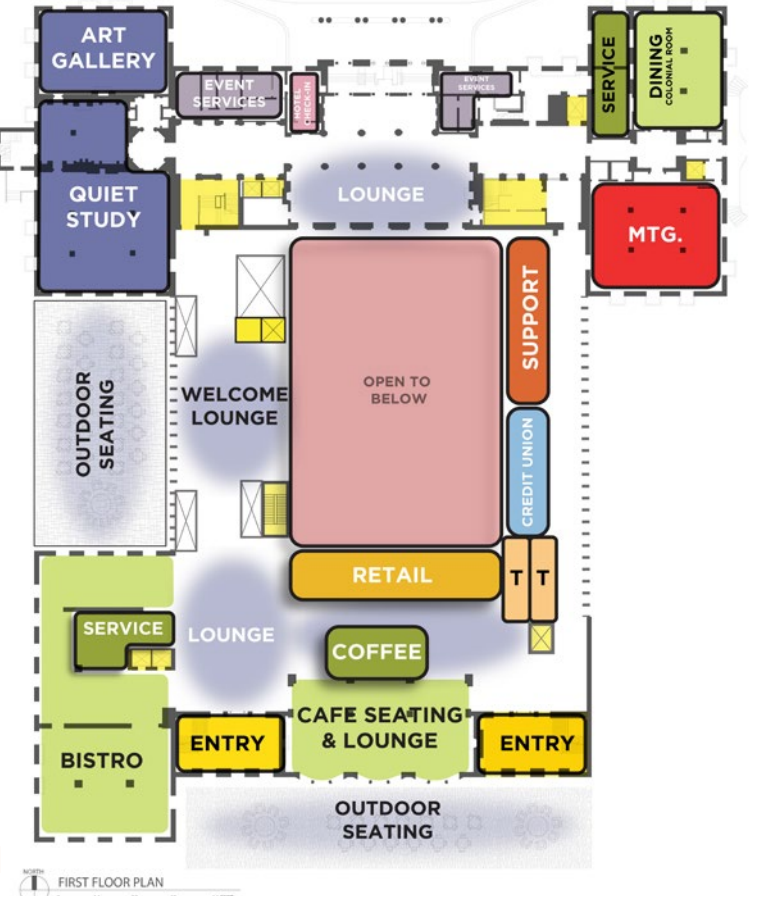 ART
GALLERY
EVENT
SERVICES
HOTEL
CHECK-IN
EVENT
SERVICES
SERVICE
DINING
COLONIAL ROOM
QUIET
STUDY
LOUNGE
MTG.
OUTDOOR
SEATING
WELCOME
LOUNGE
OPEN TO
BELOW
SUPPORT
CREDIT UNION
RETAIL
T T
SERVICE
LOUNGE
COFFEE
BISTRO
ENTRY
CAFE SEATING
& LOUNGE
ENTRY
OUTDOOR
SEATING
NORTH
FIRST FLOOR PLAN